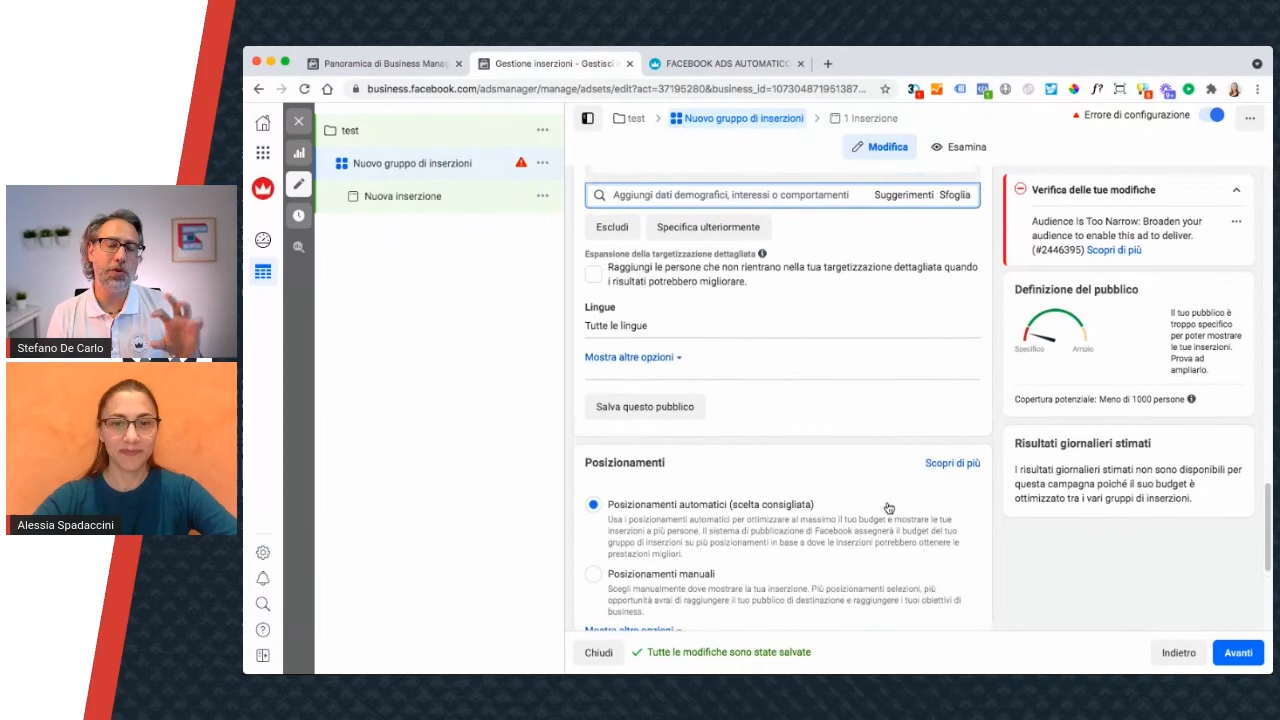 Panoramica di Business Mana
Gestione inserzioni - Gestisci
FACEBOOK ADS AUTOMATICO
business.facebook.com/adsmanager/manage/adsets/edit?act=37195280&business_id=107304871951387...
test
Nuovo gruppo di inserzioni
Nuova inserzione
test
Nuovo gruppo di inserzioni
1 Inserzione
Errore di configurazione
Modifica
Esamina
Aggiungi dati demografici, interessi o comportamenti
Suggerimenti
Sfoglia
Escludi
Specifica ulteriormente
Espansione della targetizzazione dettagliata
Raggiungi le persone che non rientrano nella tua targetizzazione dettagliata quando
i risultati potrebbero migliorare.
Lingue
Tutte le lingue
Mostra altre opzioni
Salva questo pubblico
Posizionamenti
Scopri di più
Posizionamenti automatici (scelta consigliata)
Usa i posizionamenti automatici per ottimizzare al massimo il tuo budget e mostrare le tue
inserzioni a più persone. Il sistema di pubblicazione di Facebook assegnerà il budget del tuo
gruppo di inserzioni su più posizionamenti in base a dove le inserzioni potrebbero ottenere le
prestazioni migliori.
Posizionamenti manuali
Scegli manualmente dove mostrare la tua inserzione. Più posizionamenti selezioni, più
opportunità avrai di raggiungere il tuo pubblico di destinazione e raggiungere i tuoi obiettivi di
business.
Mostra altre opzioni
Chiudi
Tutte le modifiche sono state salvate
Indietro
Avanti
Verifica delle tue modifiche
Audience Is Too Narrow: Broaden your
audience to enable this ad to deliver.
(#2446395) Scopri di più
Definizione del pubblico
Specifico
Ampio
Il tuo pubblico è
troppo specifico
per poter mostrare
le tue inserzioni.
Prova ad
ampliarlo.
Copertura potenziale: Meno di 1000 persone
Risultati giornalieri stimati
I risultati giornalieri stimati non sono disponibili per
questa campagna poiché il suo budget è
ottimizzato tra i vari gruppi di inserzioni.
Stefano De Carlo
Alessia Spadaccini